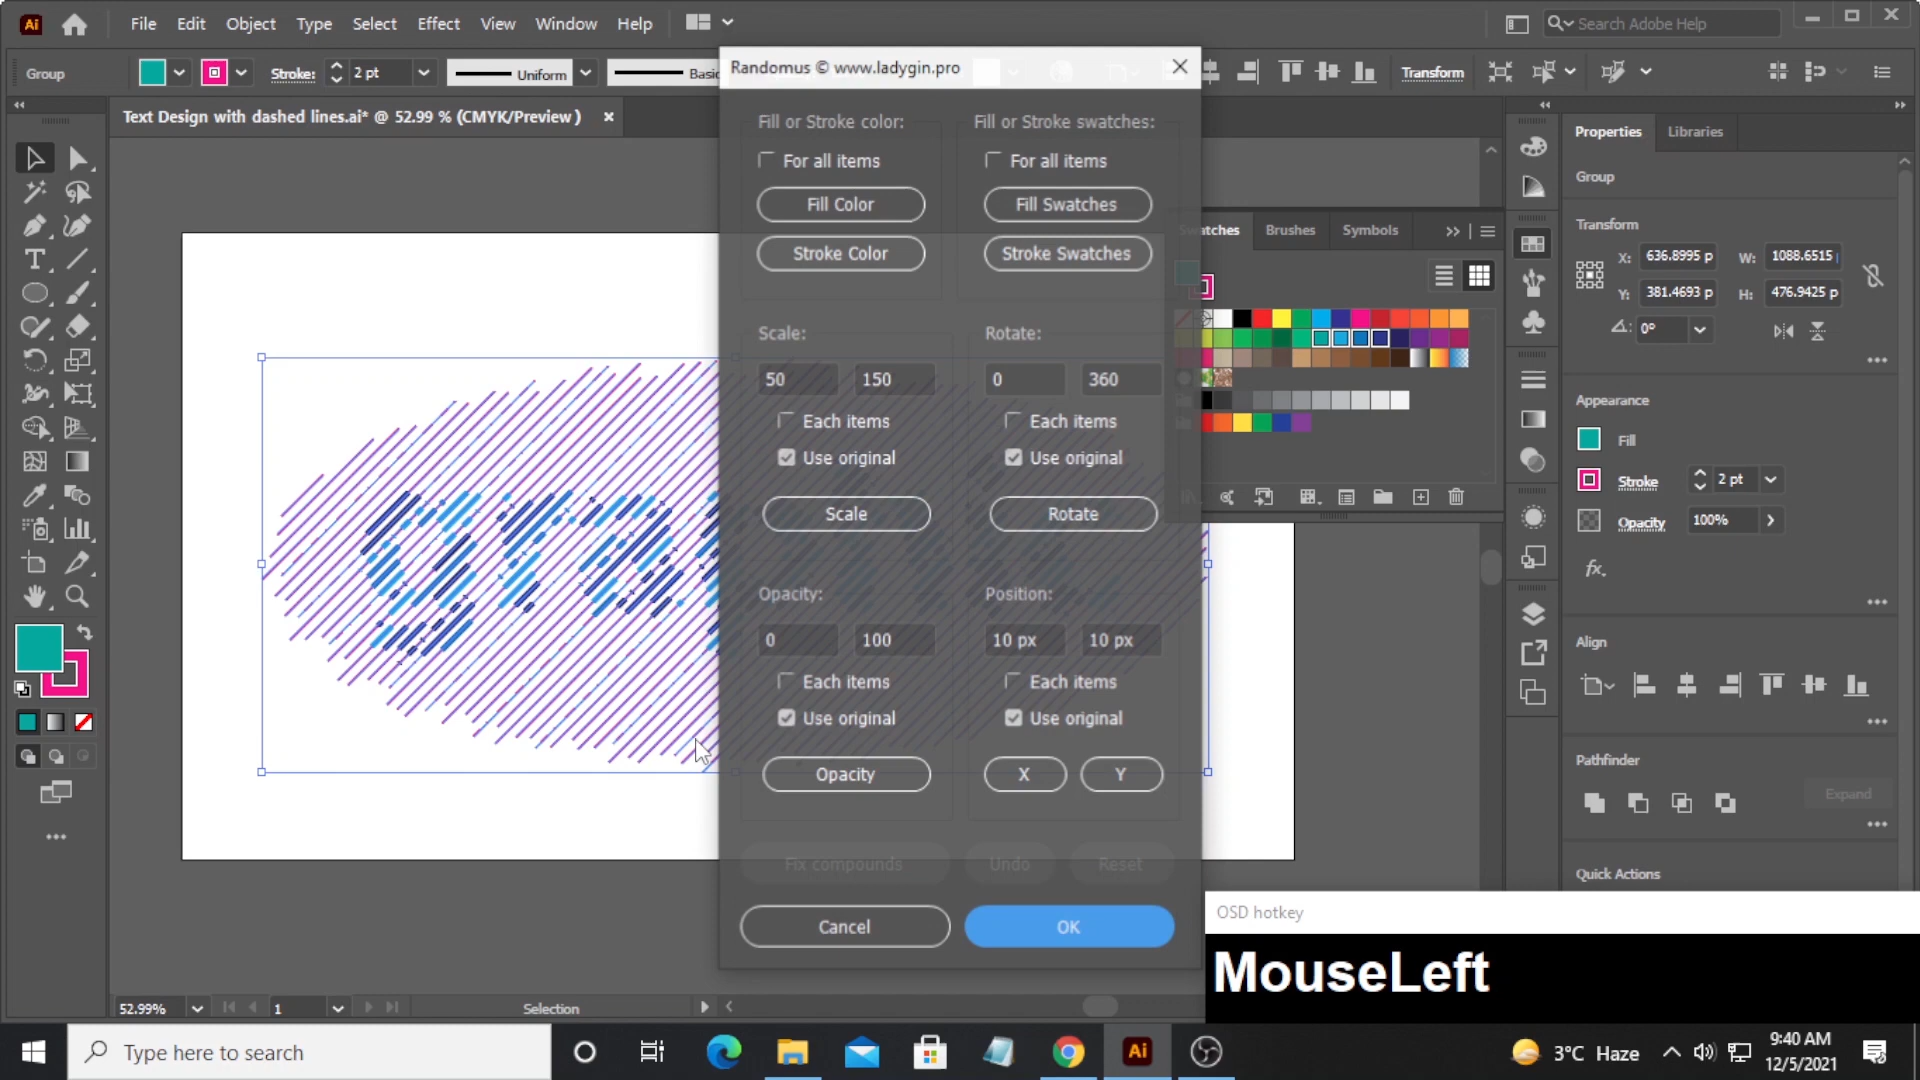 Ai
File Edit Object Type Select Effect View Window Help
Search Adobe Help
Group
Stroke: 2 pt Uniform Basic
Transform
Randomus © www.ladygin.pro
Text Design with dashed lines.ai* @ 52.99 % (CMYK/Preview )
Fill or Stroke color: Fill or Stroke swatches:
For all items For all items
Fill Color Fill Swatches
Stroke Color Stroke Swatches
Scale: Rotate:
50 150 0 360
Each items Each items
Use original Use original
Scale Rotate
Opacity: Position:
0 100 10 px 10 px
Each items Each items
Use original Use original
Opacity X Y
Fix compounds Undo Reset
Cancel OK
Swatches Brushes Symbols
Properties Libraries
Group
Transform
X: 636.8995 p W: 1088.6515
Y: 381.4693 p H: 476.9425 p
0°
Appearance
Fill
Stroke 2 pt
Opacity 100%
fx.
Align
Pathfinder
Expand
Quick Actions
OSD hotkey
MouseLeft
52.99% 1 Selection
Type here to search
Ai
3°C Haze
9:40 AM
12/5/2021